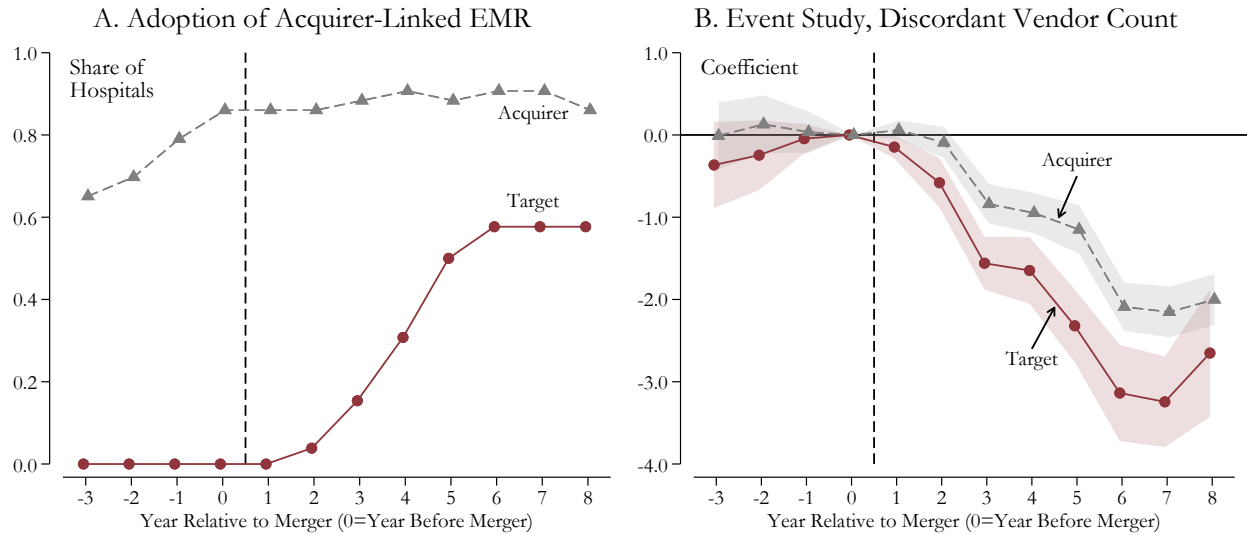 A. Adoption of Acquirer-Linked EMR
1.0
0.8
0.6
0.4
0.2
0.0
Share of
Hospitals
Acquirer
Target
-3 -2 -1 0 1 2 3 4 5 6 7 8
Year Relative to Merger (0=Year Before Merger)
B. Event Study, Discordant Vendor Count
1.0
0.0
-1.0
-2.0
-3.0
-4.0
Coefficient
Acquirer
Target
-3 -2 -1 0 1 2 3 4 5 6 7 8
Year Relative to Merger (0=Year Before Merger)